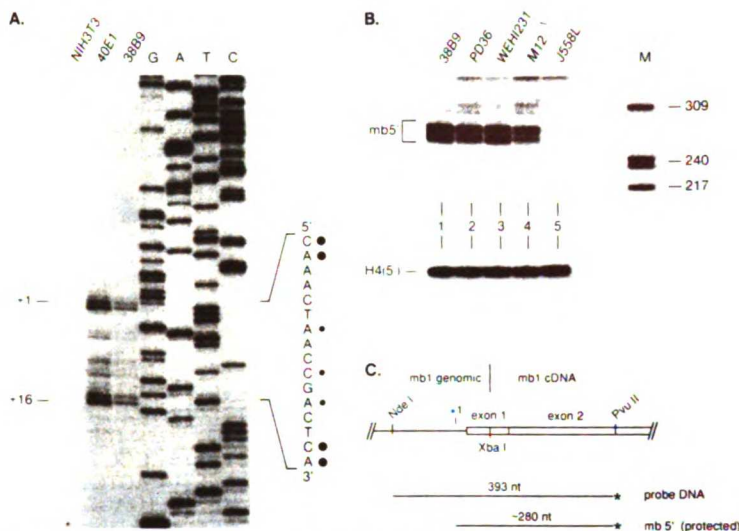 A.
NIH3T3
40E1
38B9
G A T C
+1
+16
5'
C
A
A
A
C
T
A
A
C
C
G
A
C
T
C
A
3'
*
B.
38B9
PD36
WEHI231
M12
J558L
M
mb5'
309
240
217
1 2 3 4 5
H4(5')
C.
mb1 genomic mb1 cDNA
Nde I
+1
exon 1
exon 2
Pvu II
Xba I
393 nt
* probe DNA
~280 nt
* mb 5' (protected)